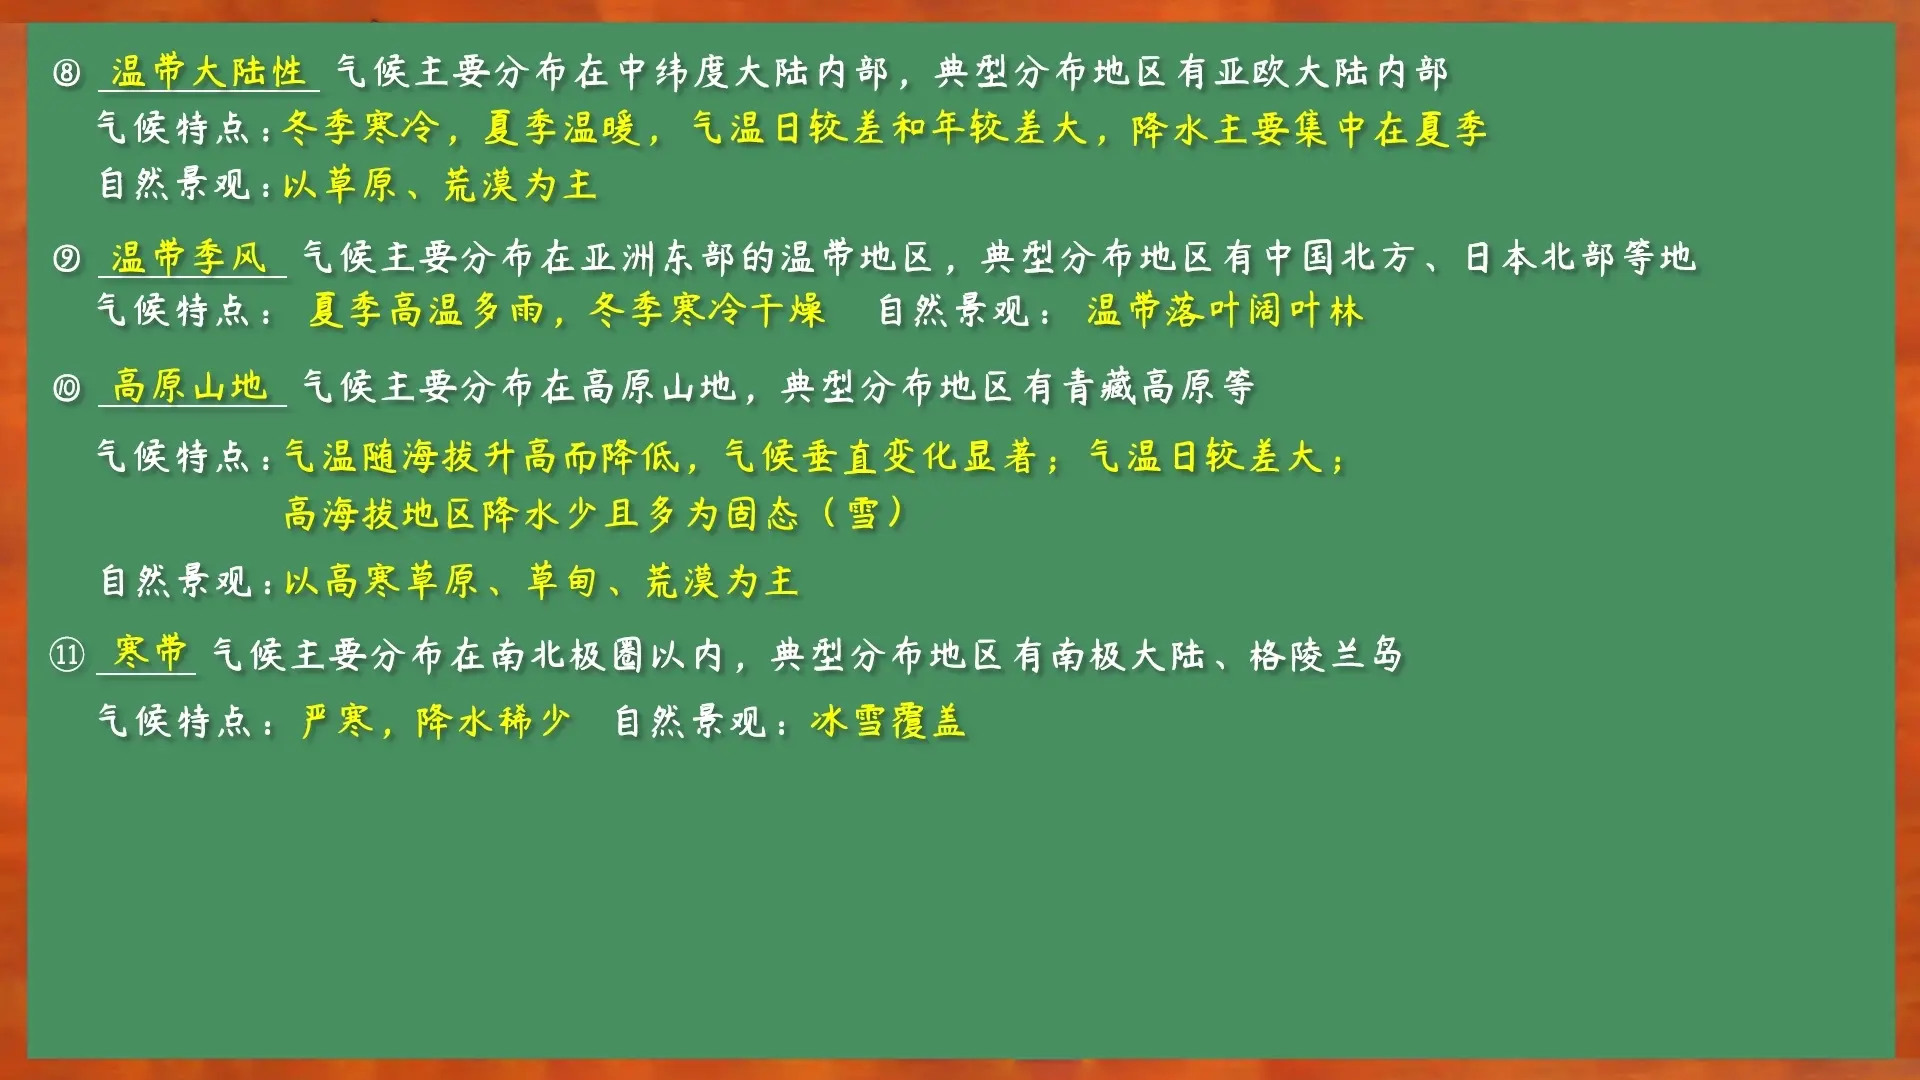 ⑧ 温带大陆性 气候主要分布在中纬度大陆内部，典型分布地区有亚欧大陆内部
气候特点：冬季寒冷，夏季温暖，气温日较差和年较差大，降水主要集中在夏季
自然景观：以草原、荒漠为主
⑨ 温带季风 气候主要分布在亚洲东部的温带地区，典型分布地区有中国北方、日本北部等地
气候特点： 夏季高温多雨，冬季寒冷干燥 自然景观： 温带落叶阔叶林
⑩ 高原山地 气候主要分布在高原山地，典型分布地区有青藏高原等
气候特点：气温随海拔升高而降低，气候垂直变化显著；气温日较差大；
高海拔地区降水少且多为固态（雪）
自然景观：以高寒草原、草甸、荒漠为主
⑪ 寒带 气候主要分布在南北极圈以内，典型分布地区有南极大陆、格陵兰岛
气候特点： 严寒，降水稀少 自然景观：冰雪覆盖